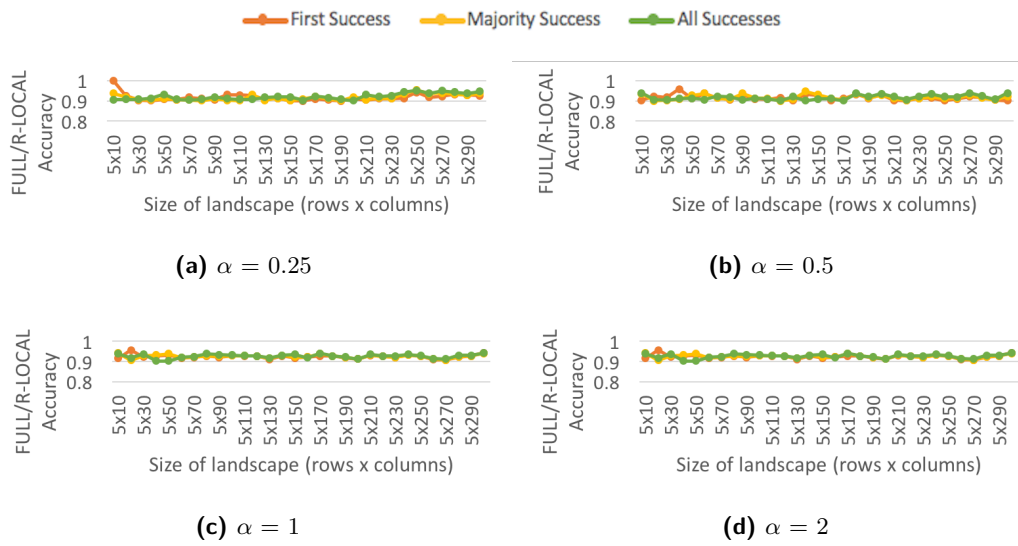 First Success Majority Success All Successes
FULL/R-LOCAL
Accuracy
1
0.9
0.8
5x10
5x30
5x50
5x70
5x90
5x110
5x130
5x150
5x170
5x190
5x210
5x230
5x250
5x270
5x290
Size of landscape (rows x columns)
(a) α = 0.25
FULL/R-LOCAL
Accuracy
1
0.9
0.8
5x10
5x30
5x50
5x70
5x90
5x110
5x130
5x150
5x170
5x190
5x210
5x230
5x250
5x270
5x290
Size of landscape (rows x columns)
(b) α = 0.5
FULL/R-LOCAL
Accuracy
1
0.9
0.8
5x10
5x30
5x50
5x70
5x90
5x110
5x130
5x150
5x170
5x190
5x210
5x230
5x250
5x270
5x290
Size of landscape (rows x columns)
(c) α = 1
FULL/R-LOCAL
Accuracy
1
0.9
0.8
5x10
5x30
5x50
5x70
5x90
5x110
5x130
5x150
5x170
5x190
5x210
5x230
5x250
5x270
5x290
Size of landscape (rows x columns)
(d) α = 2